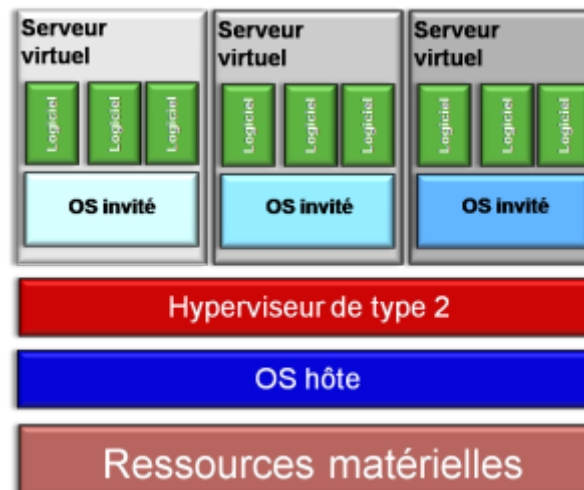 Serveur
virtuel
Logiciel
Logiciel
Logiciel
OS invité
Serveur
virtuel
Logiciel
Logiciel
Logiciel
OS invité
Serveur
virtuel
Logiciel
Logiciel
Logiciel
OS invité
Hyperviseur de type 2
OS hôte
Ressources matérielles